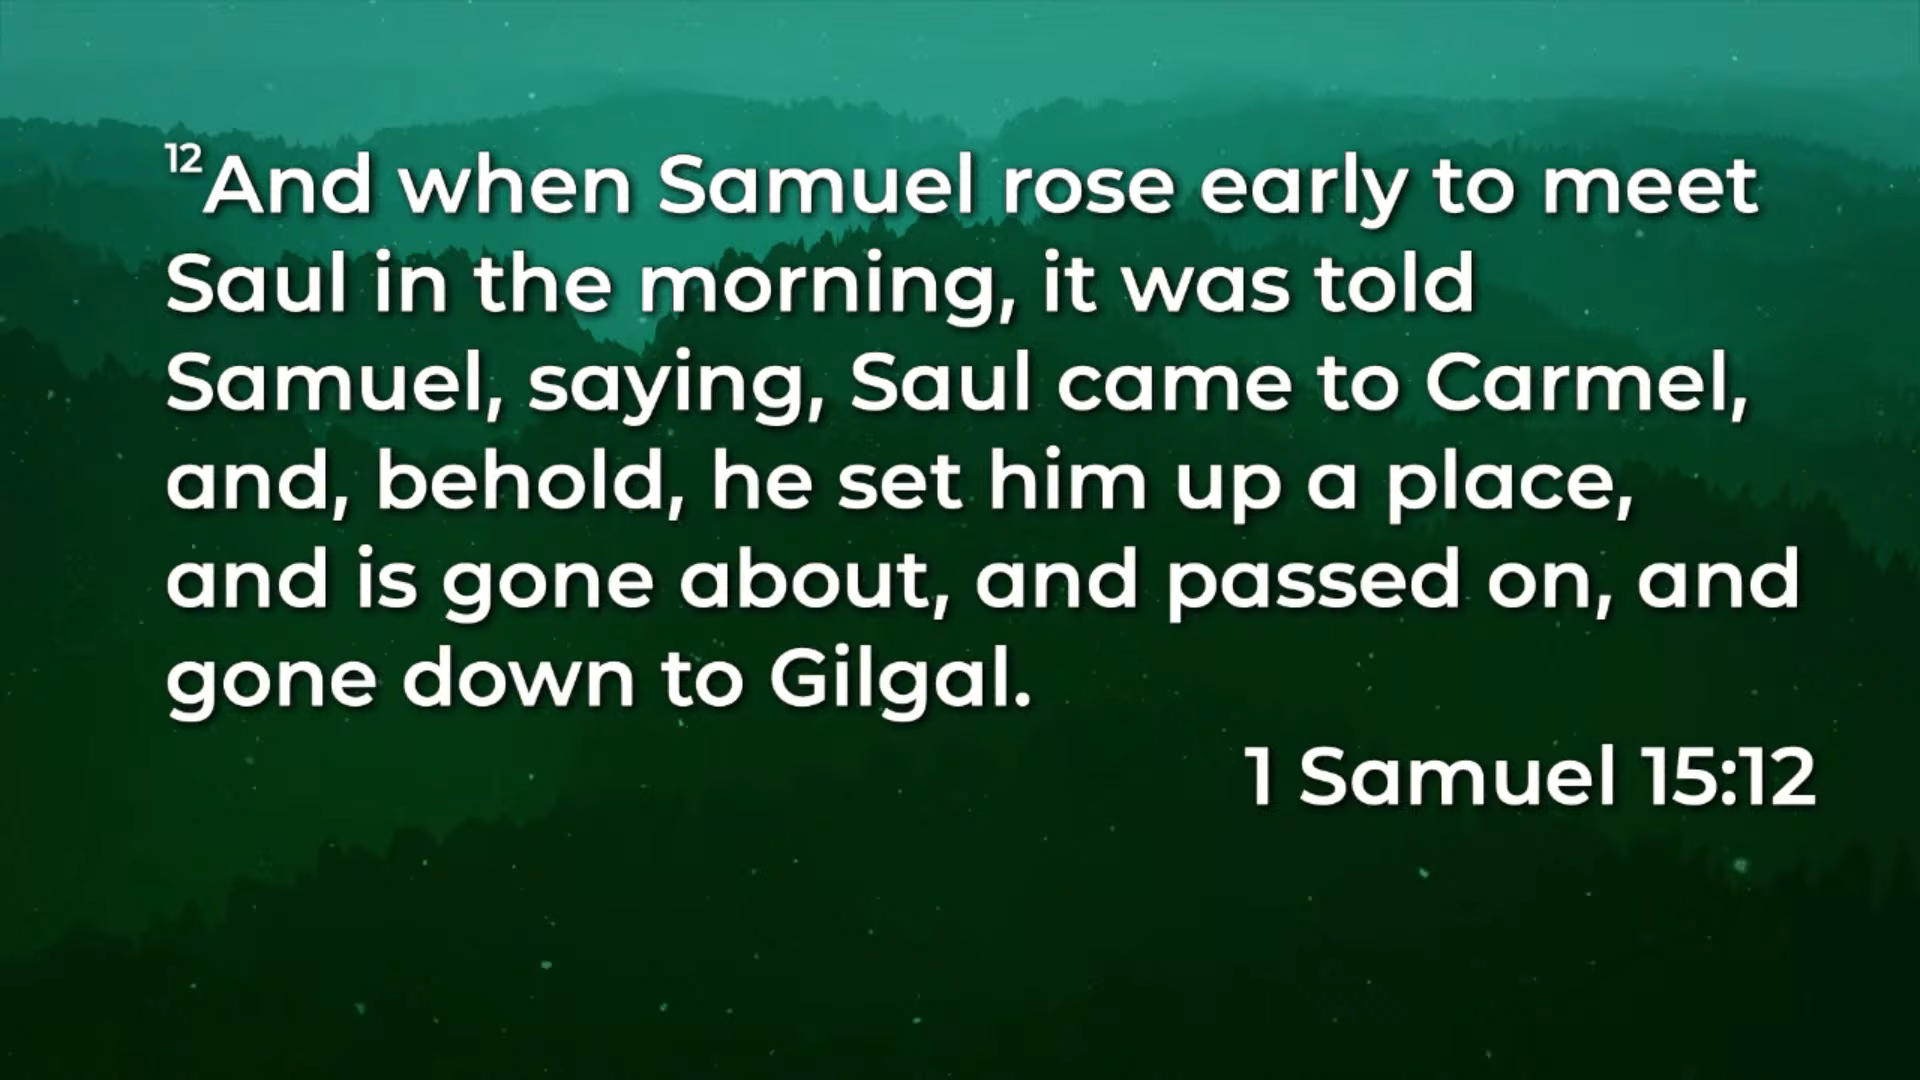 12And when Samuel rose early to meet
Saul in the morning, it was told
Samuel, saying, Saul came to Carmel,
and, behold, he set him up a place,
and is gone about, and passed on, and
gone down to Gilgal.
1 Samuel 15:12